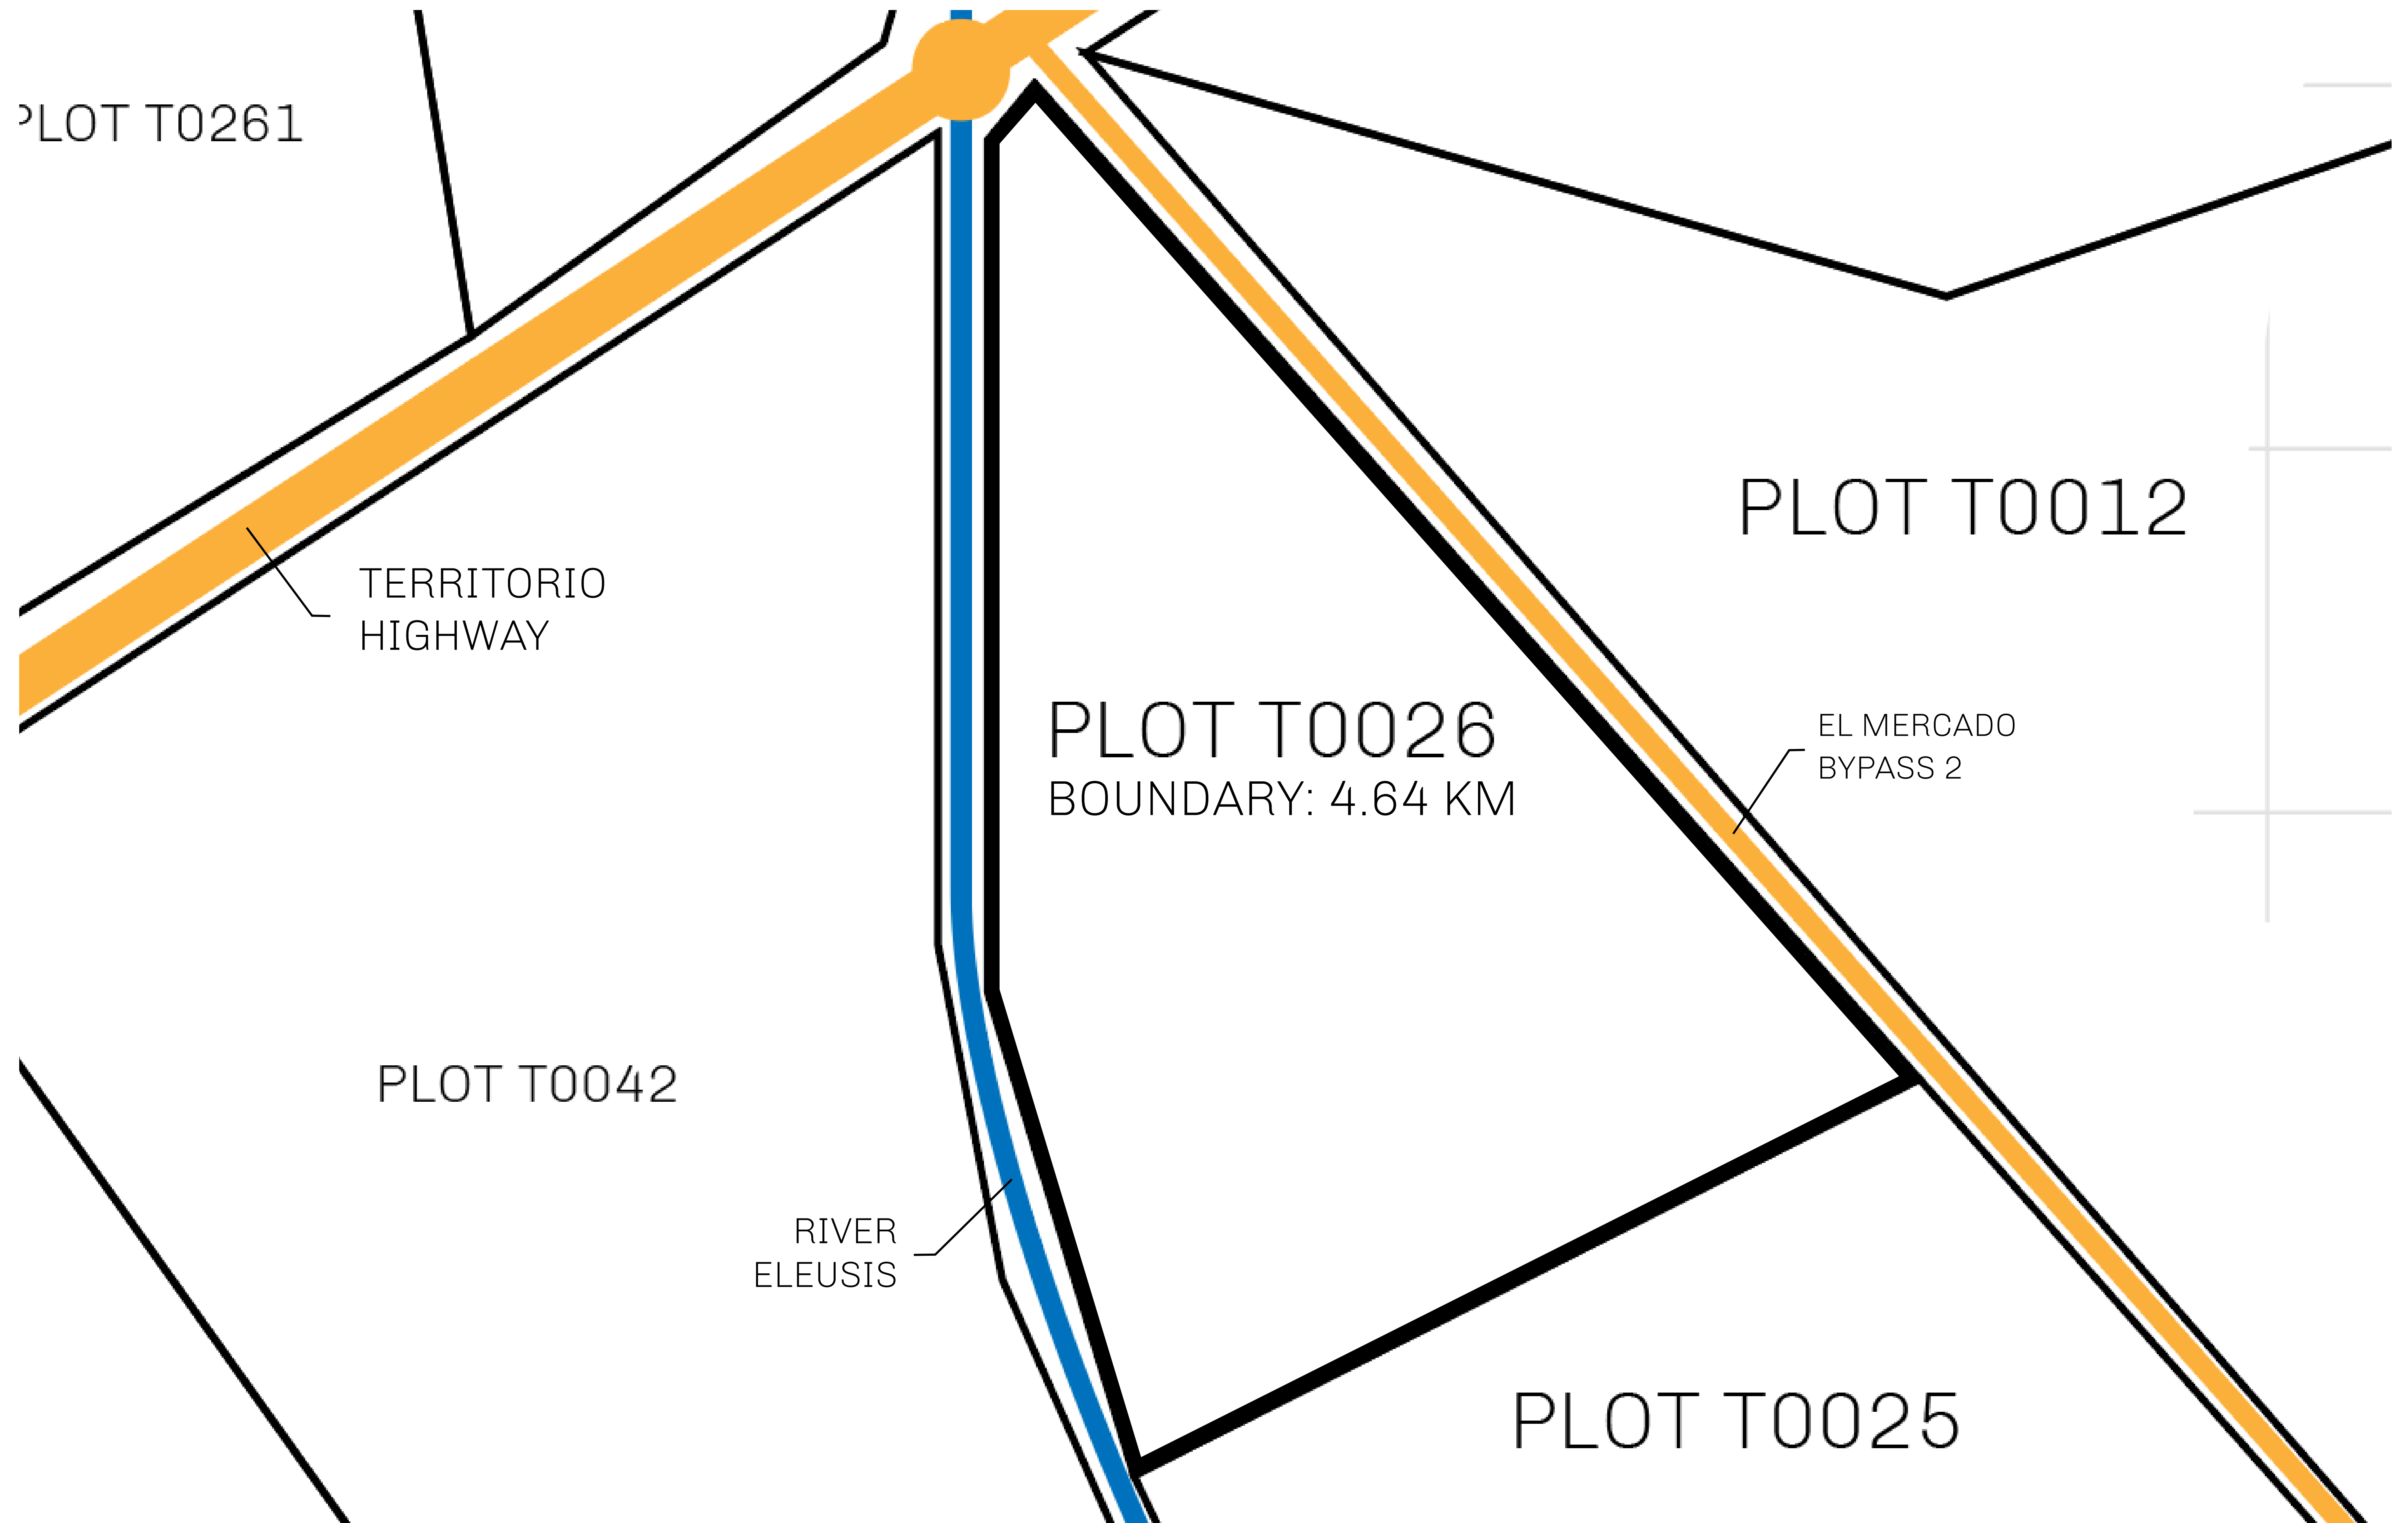 PLOT T0261
TERRITORIO
HIGHWAY
PLOT T0012
PLOT T0026
BOUNDARY: 4.64 KM
EL MERCADO
BYPASS 2
PLOT T0042
RIVER
ELEUSIS
PLOT T0025